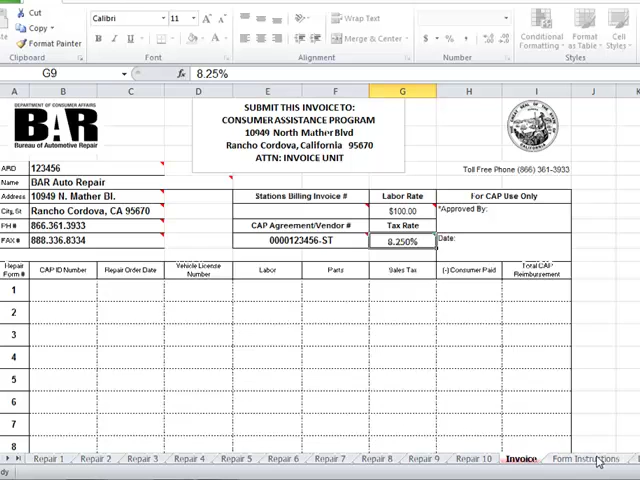 Cut
Copy
Format Painter
Calibri 11 A A
B I U A
Wrap Text
Merge & Center
$ % ,
Conditional Formatting
Format as Table
Cell Styles
Clipboard Font Alignment Number Styles
G9 fx 8.25%
A B C D E F G H I J K
DEPARTMENT OF CONSUMER AFFAIRS
BAR
Bureau of Automotive Repair
SUBMIT THIS INVOICE TO:
CONSUMER ASSISTANCE PROGRAM
10949 North Mather Blvd
Rancho Cordova, California 95670
ATTN: INVOICE UNIT
ARD 123456
Toll Free Phone (866) 361-3933
Name BAR Auto Repair
Address 10949 N. Mather Bl.
Stations Billing Invoice # Labor Rate For CAP Use Only
City, St Rancho Cordova, CA 95670
$100.00 *Approved By:
PH # 866.361.3933
CAP Agreement/Vendor # Tax Rate
FAX # 888.336.8334
0000123456-ST 8.250% Date:
Repair Form # CAP ID Number Repair Order Date Vehicle License Number Labor Parts Sales Tax (-) Consumer Paid Total CAP Reimbursement
1
2
3
4
5
6
7
8
Repair 1 Repair 2 Repair 3 Repair 4 Repair 5 Repair 6 Repair 7 Repair 8 Repair 9 Repair 10 Invoice Form Instructions